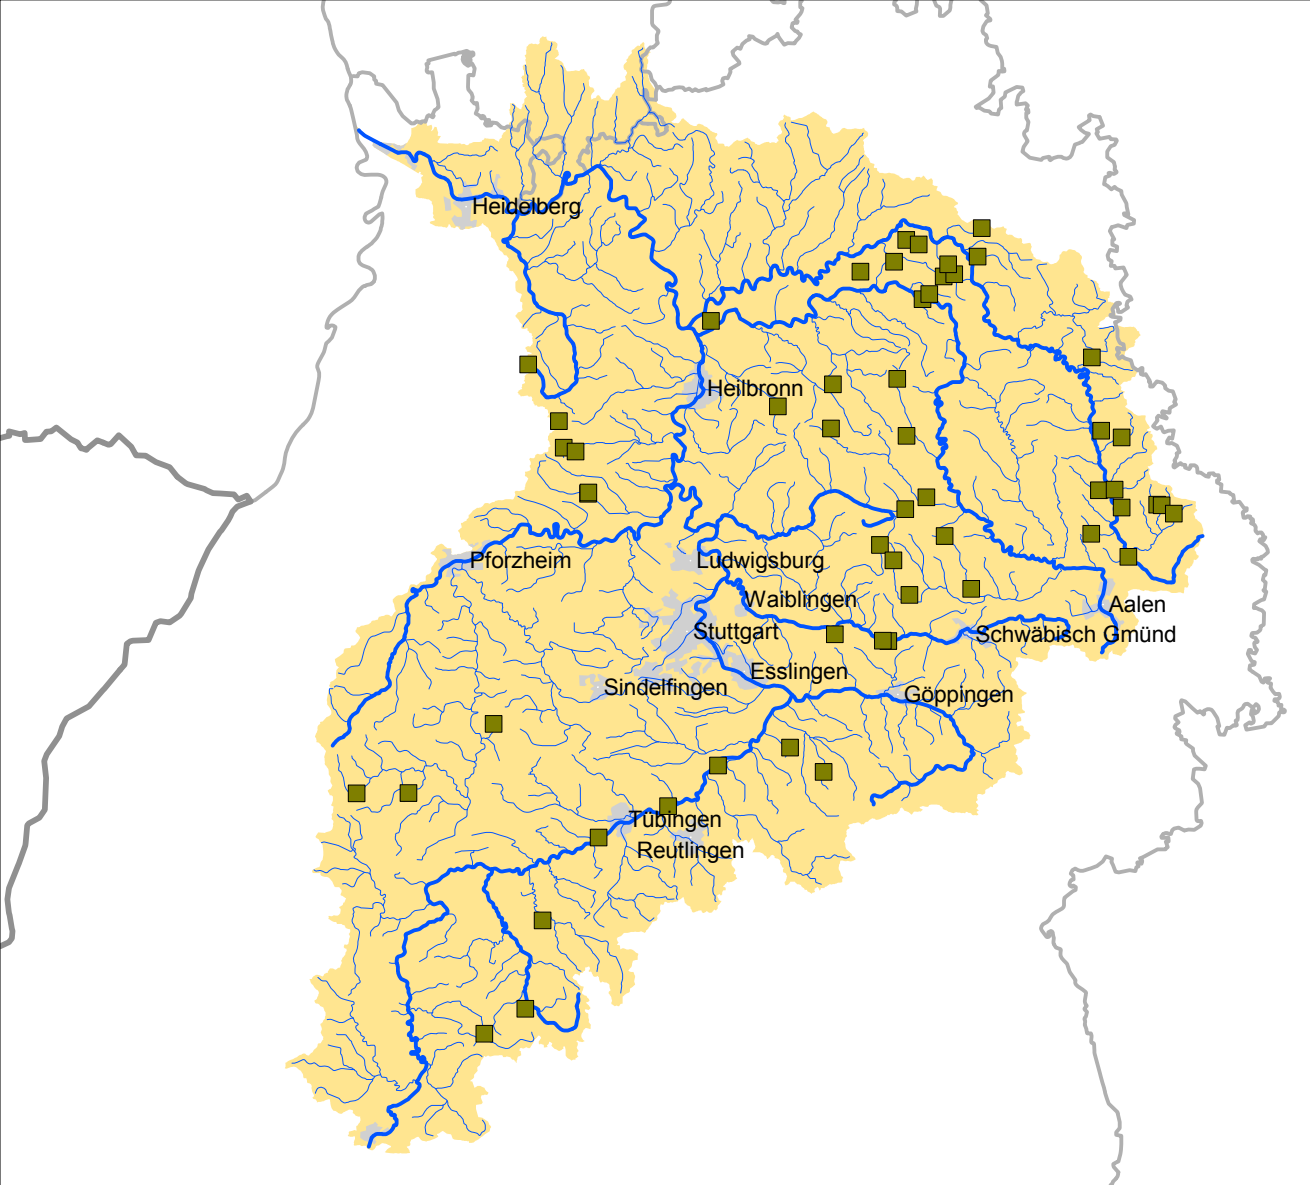 Heidelberg
Heilbronn
Pforzheim
Ludwigsburg
Waiblingen
Aalen
Stuttgart
Schwäbisch Gmünd
Esslingen
Sindelfingen
Göppingen
Tübingen
Reutlingen